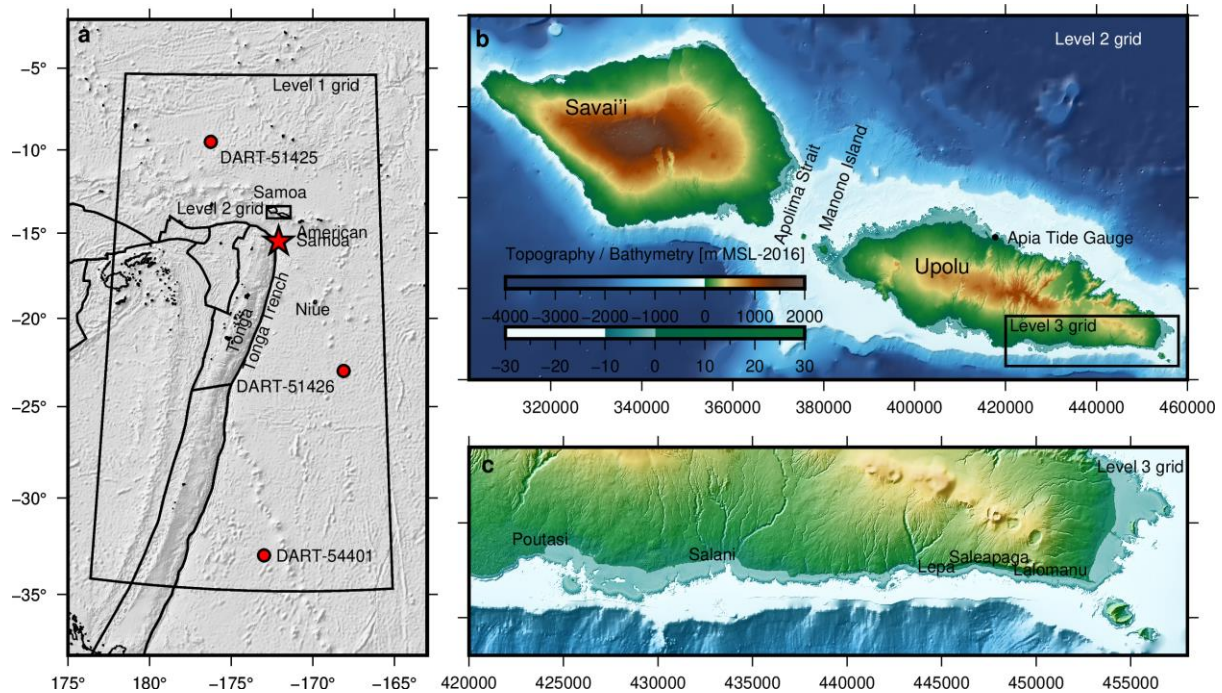 a
−5°
−10°
−15°
−20°
−25°
−30°
−35°
175°
180°
−175°
−170°
−165°
Level 1 grid
DART-51425
Samoa
Level 2 grid
American
Samoa
Niue
Tonga
Tonga Trench
DART-51426
DART-54401
b
Level 2 grid
Savai'i
Apolima Strait
Manono Island
Apia Tide Gauge
Upolu
Level 3 grid
Topography / Bathymetry [m MSL-2016]
−4000 −3000 −2000 −1000 0 1000 2000
−30 −20 −10 0 10 20 30
320000 340000 360000 380000 400000 420000 440000 460000
c
Level 3 grid
Poutasi
Salani
Lepa
Saleapaga
Lalomanu
420000 425000 430000 435000 440000 445000 450000 455000